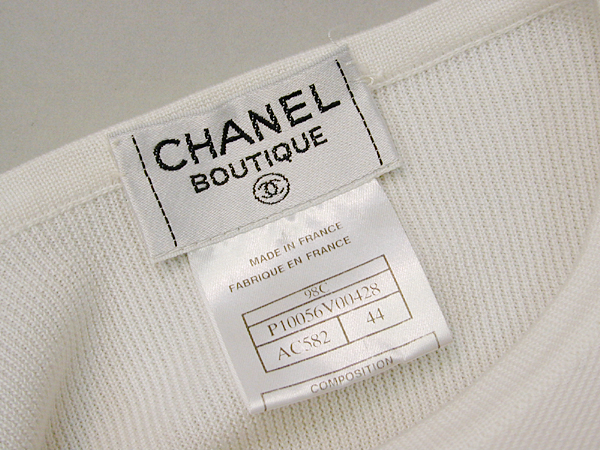 CHANEL
BOUTIQUE
MADE IN FRANCE
FABRIQUE EN FRANCE
98C
P10056V00428
AC582 44
COMPOSITION